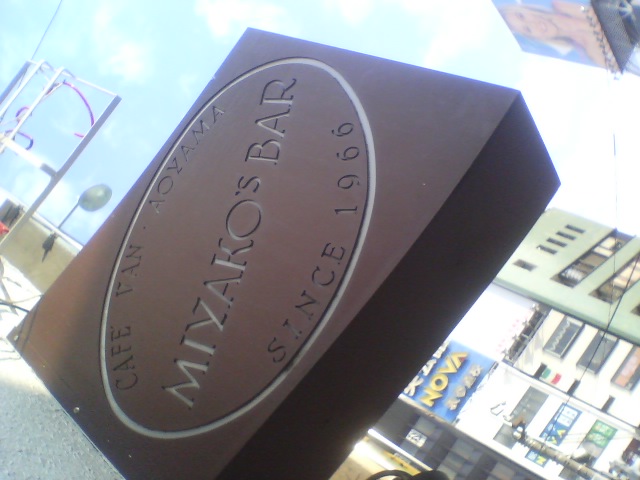 CAFE VAN · AOYAMA
MIYAKO'S BAR
SINCE 1966
NOVA